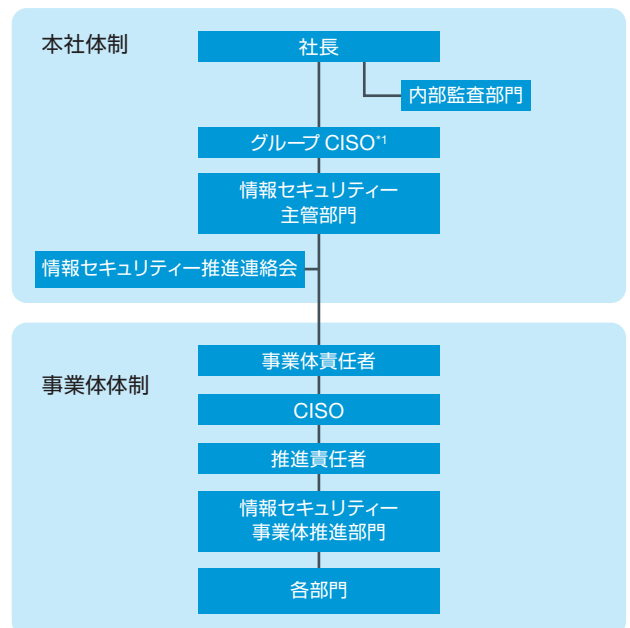 本社体制
社長
内部監査部門
グループ CISO*1
情報セキュリティー
主管部門
情報セキュリティー推進連絡会
事業体体制
事業体責任者
CISO
推進責任者
情報セキュリティー
事業体推進部門
各部門